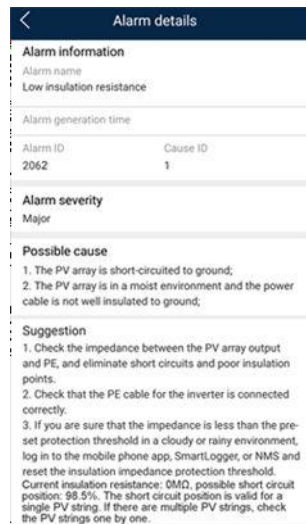 Alarm details
Alarm information
Alarm name
Low insulation resistance
Alarm generation time
Alarm ID Cause ID
2062 1
Alarm severity
Major
Possible cause
1. The PV array is short-circuited to ground;
2. The PV array is in a moist environment and the power
cable is not well insulated to ground;
Suggestion
1. Check the impedance between the PV array output
and PE, and eliminate short circuits and poor insulation
points.
2. Check that the PE cable for the inverter is connected
correctly.
3. If you are sure that the impedance is less than the pre-
set protection threshold in a cloudy or rainy environment,
log in to the mobile phone app, SmartLogger, or NMS and
reset the insulation impedance protection threshold.
Current insulation resistance: 0MΩ, possible short circuit
position: 98.5%. The short circuit position is valid for a
single PV string. If there are multiple PV strings, check
the PV strings one by one.